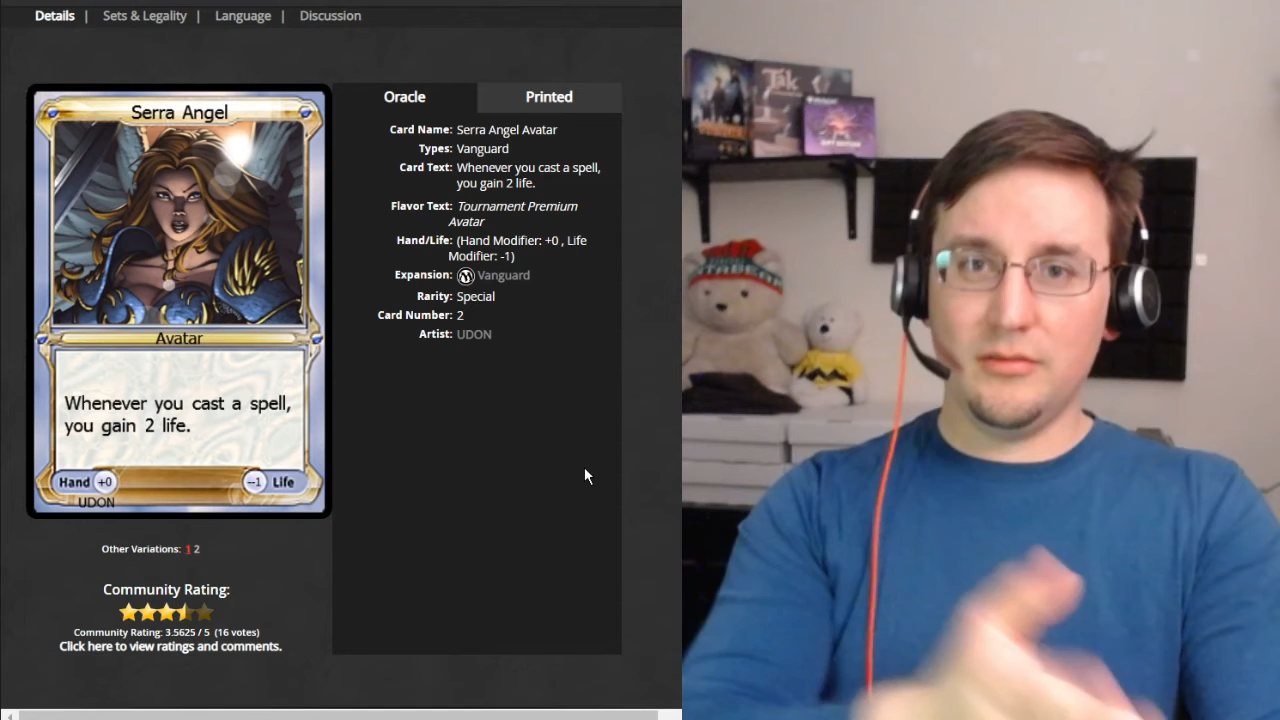 Details | Sets & Legality | Language | Discussion
Serra Angel
Avatar
Whenever you cast a spell,
you gain 2 life.
Hand +0
--1 Life
UDON
Other Variations: 1 2
Community Rating:
Community Rating: 3.5625 / 5 (16 votes)
Click here to view ratings and comments.
Oracle
Printed
Card Name: Serra Angel Avatar
Types: Vanguard
Card Text: Whenever you cast a spell,
you gain 2 life.
Flavor Text: Tournament Premium
Avatar
Hand/Life: (Hand Modifier: +0 , Life
Modifier: -1)
Expansion: Vanguard
Rarity: Special
Card Number: 2
Artist: UDON
Tak